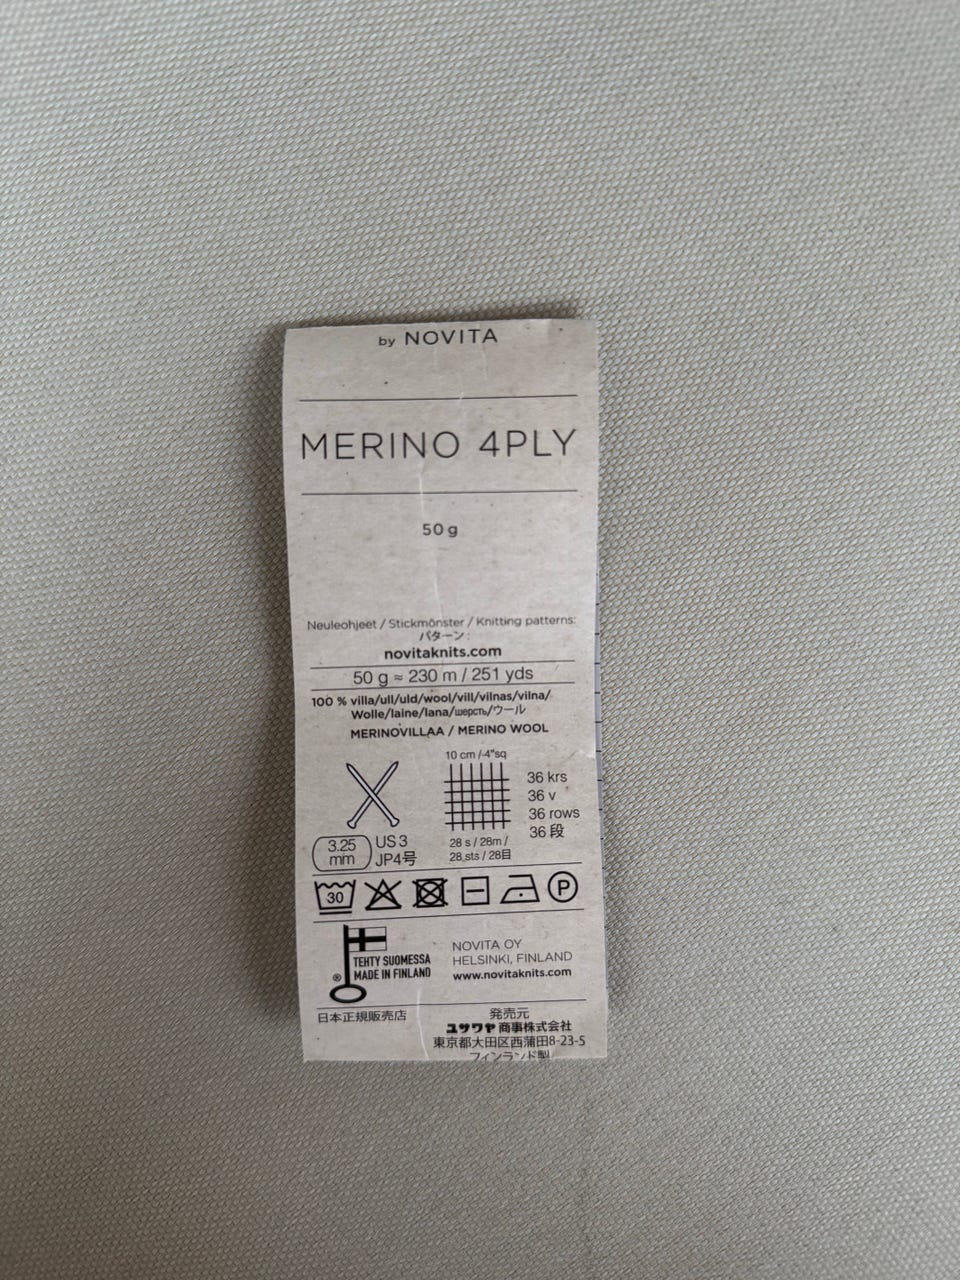 by NOVITA
MERINO 4PLY
50 g
Neuleohjeet / Stickmönster / Knitting patterns:
パターン :
novitaknits.com
50 g ≈ 230 m / 251 yds
100 % villa/ull/uld/wool/vill/vilnas/vilna/
Wolle/laine/lana/шерсть/ウール
MERINOVILLAA / MERINO WOOL
10 cm /4"sq
36 krs
36 v
36 rows
36 段
28 s / 28m /
28 sts / 28目
3.25
mm
US 3
JP4号
30
P
TEHTY SUOMESSA
MADE IN FINLAND
®
NOVITA OY
HELSINKI, FINLAND
www.novitaknits.com
日本正規販売店
発売元
ユザワヤ 商事株式会社
東京都大田区西蒲田8-23-5
フィンランド製